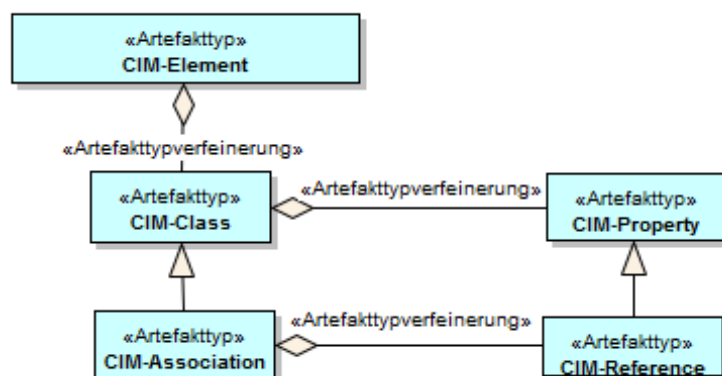 «Artefakttyp»
CIM-Element
«Artefakttypverfeinerung»
«Artefakttyp»
CIM-Class
«Artefakttypverfeinerung»
«Artefakttyp»
CIM-Property
«Artefakttyp»
CIM-Association
«Artefakttypverfeinerung»
«Artefakttyp»
CIM-Reference